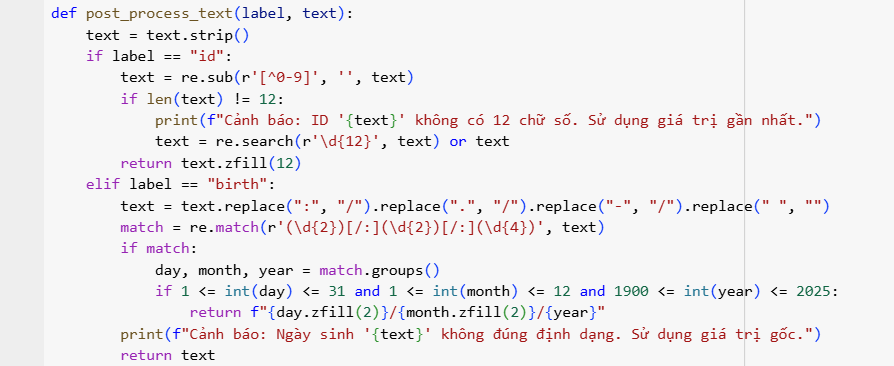 def post_process_text(label, text):
    text = text.strip()
    if label == "id":
        text = re.sub(r'[^0-9]', '', text)
        if len(text) != 12:
            print(f"Cảnh báo: ID '{text}' không có 12 chữ số. Sử dụng giá trị gần nhất.")
            text = re.search(r'\d{12}', text) or text
        return text.zfill(12)
    elif label == "birth":
        text = text.replace(":", "/").replace(".", "/").replace("-", "/").replace(" ", "")
        match = re.match(r'(\d{2})[/:](\d{2})[/:](\d{4})', text)
        if match:
            day, month, year = match.groups()
            if 1 <= int(day) <= 31 and 1 <= int(month) <= 12 and 1900 <= int(year) <= 2025:
                return f"{day.zfill(2)}/{month.zfill(2)}/{year}"
        print(f"Cảnh báo: Ngày sinh '{text}' không đúng định dạng. Sử dụng giá trị gốc.")
        return text